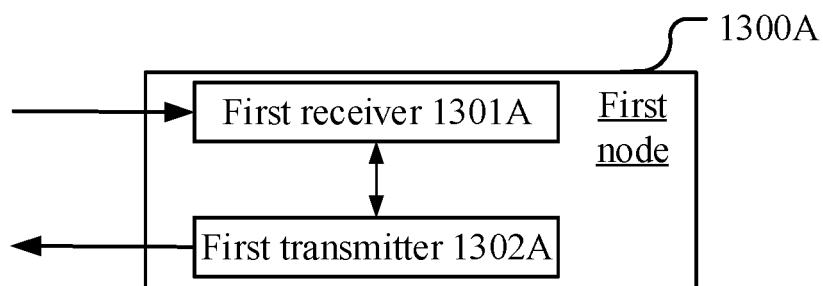 1300A
First receiver 1301A
First
node
First transmitter 1302A